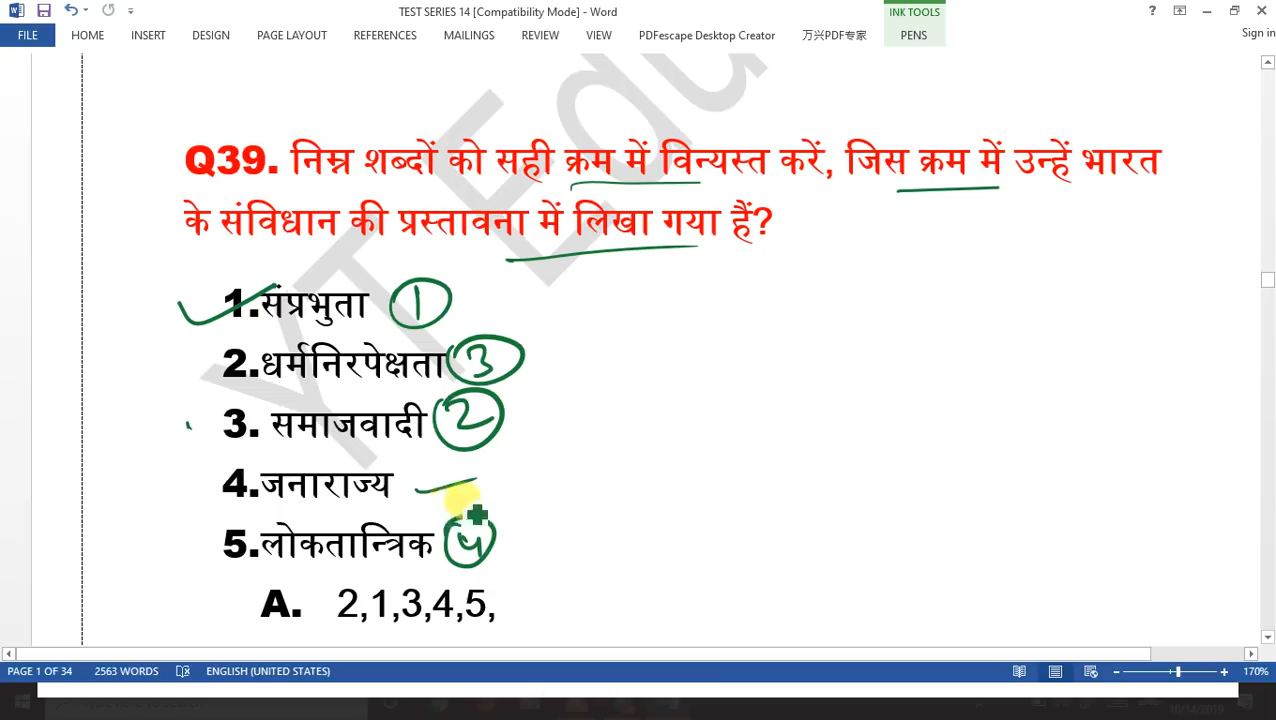 TEST SERIES 14 [Compatibility Mode] - Word
INK TOOLS
FILE HOME INSERT DESIGN PAGE LAYOUT REFERENCES MAILINGS REVIEW VIEW PDFescape Desktop Creator 万兴PDF专家 PENS
Sign in
YT Edu
Q39. निम्न शब्दों को सही क्रम में विन्यस्त करें, जिस क्रम में उन्हें भारत
के संविधान की प्रस्तावना में लिखा गया हैं?
1.संप्रभुता 1
2.धर्मनिरपेक्षता 3
3. समाजवादी 2
4.जनाराज्य
5.लोकतान्त्रिक 4
A. 2,1,3,4,5,
PAGE 1 OF 34 2563 WORDS ENGLISH (UNITED STATES) 170%